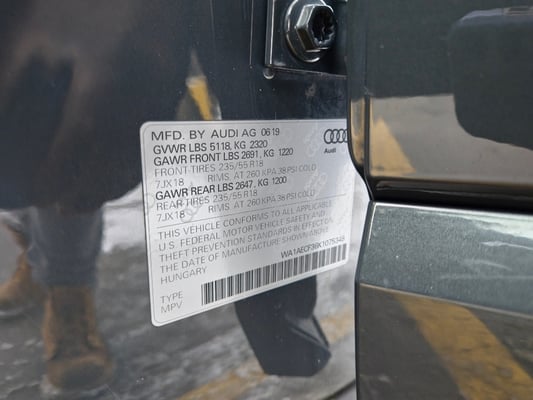 MFD. BY AUDI AG 06 19
GVWR LBS 5118, KG 2320
GAWR FRONT LBS 2691, KG 1220
FRONT TIRES 235/55 R18
7JX18 RIMS AT 260 KPA 38 PSI COLD
GAWR REAR LBS 2647, KG 1200
REAR TIRES 235/55 R18
7JX18 RIMS AT 260 KPA 38 PSI COLD
Audi
THIS VEHICLE CONFORMS TO ALL APPLICABLE
U.S. FEDERAL MOTOR VEHICLE SAFETY AND
THEFT PREVENTION STANDARDS IN EFFECT ON
THE DATE OF MANUFACTURE SHOWN ABOVE
HUNGARY
TYPE
MPV